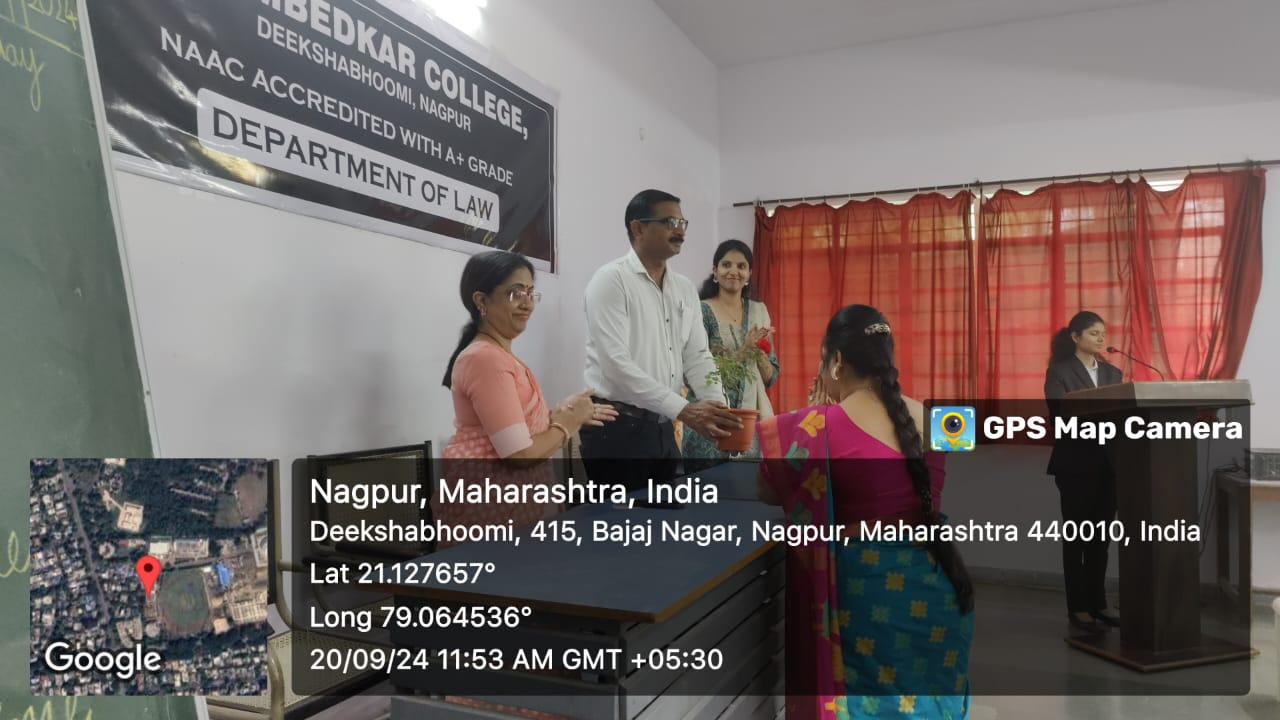 2024
ay
MBEDKAR COLLEGE,
DEEKSHABHOOMI, NAGPUR
NAAC ACCREDITED WITH A+ GRADE
DEPARTMENT OF LAW
GPS Map Camera
Nagpur, Maharashtra, India
Deekshabhoomi, 415, Bajaj Nagar, Nagpur, Maharashtra 440010, India
Lat 21.127657°
Long 79.064536°
20/09/24 11:53 AM GMT +05:30
Google